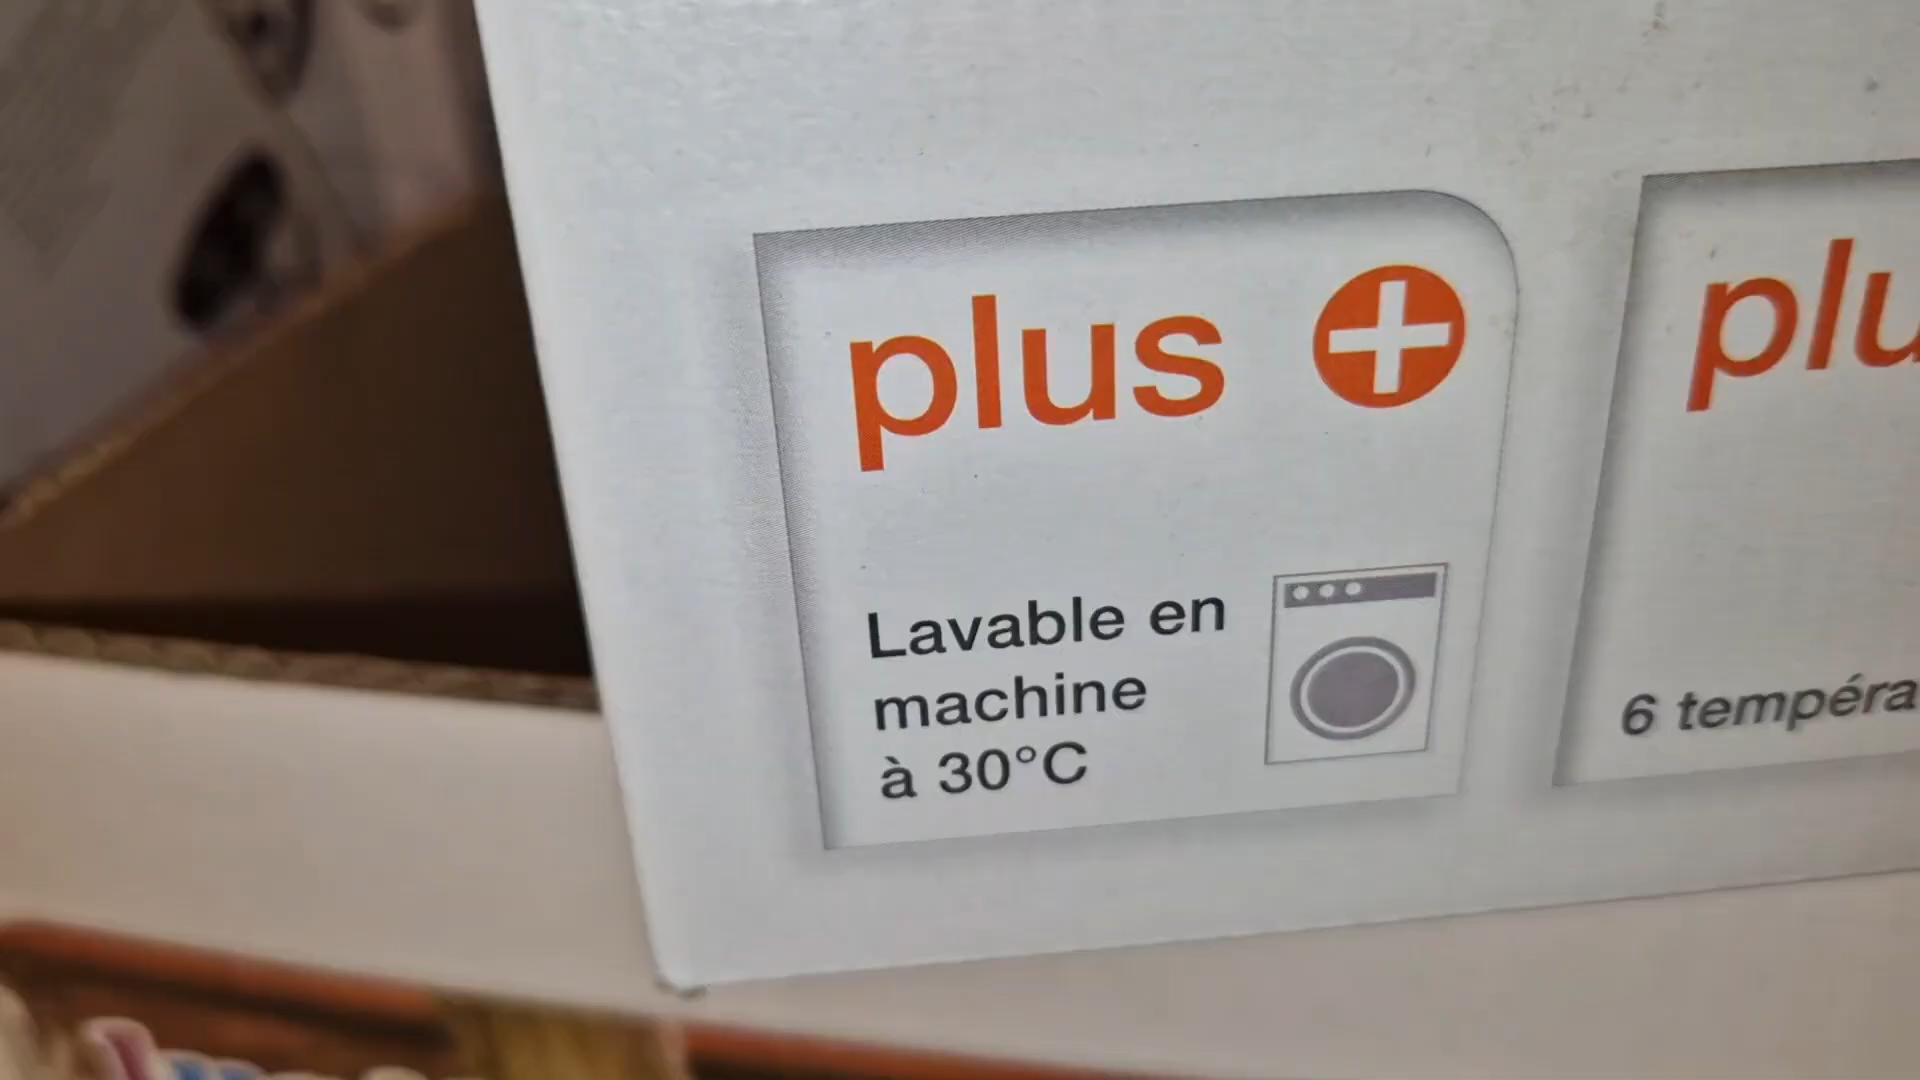 plus
Lavable en
machine
à 30°C
plu
6 tempéra